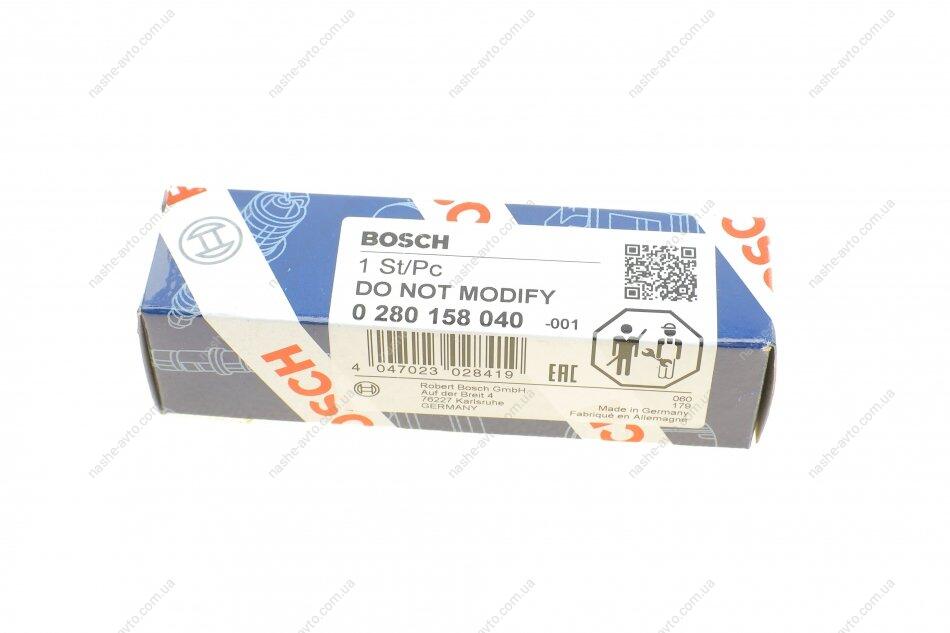 BOSCH
1 St/Pc
DO NOT MODIFY
0 280 158 040 -001
4 047023 028419
EAC
Robert Bosch GmbH
Auf der Breit 4
76227 Karlsruhe
GERMANY
060
179
Made in Germany
Fabriqué en Allemagne
OSCH
nashe-avto.com.ua